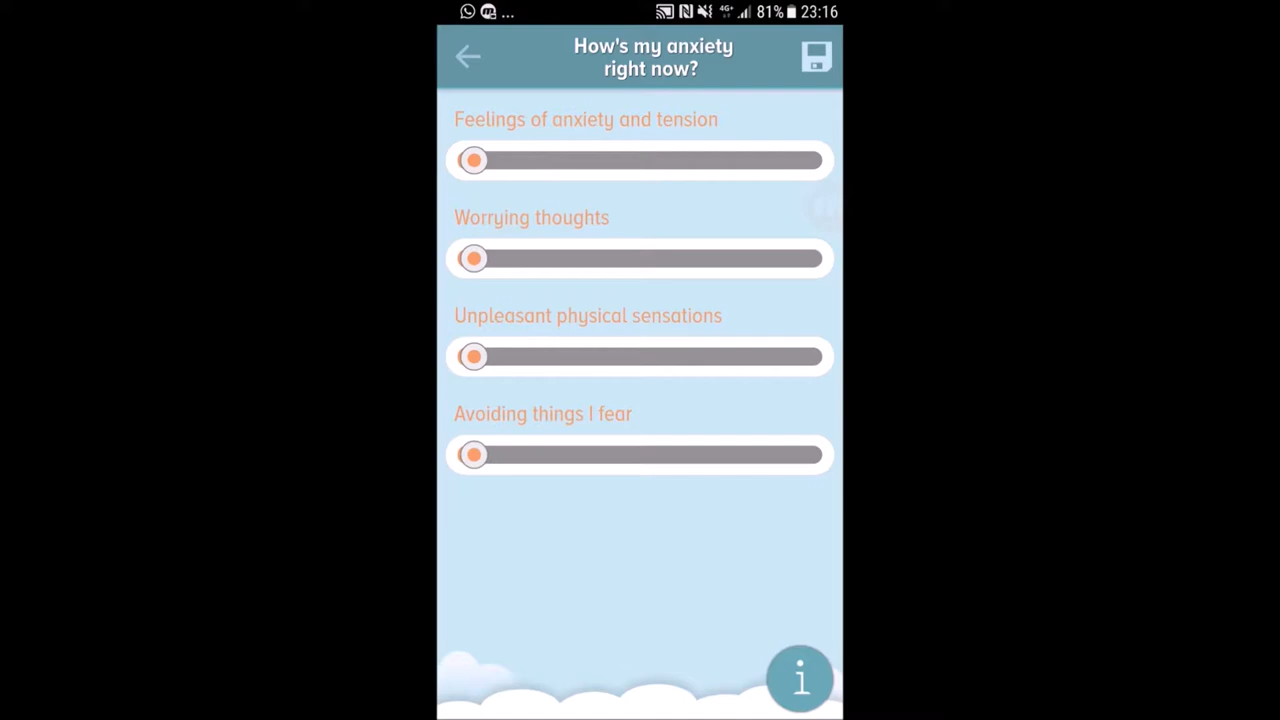 ... 4G+ 81% 23:16
How's my anxiety
right now?
Feelings of anxiety and tension
Worrying thoughts
Unpleasant physical sensations
Avoiding things I fear
i